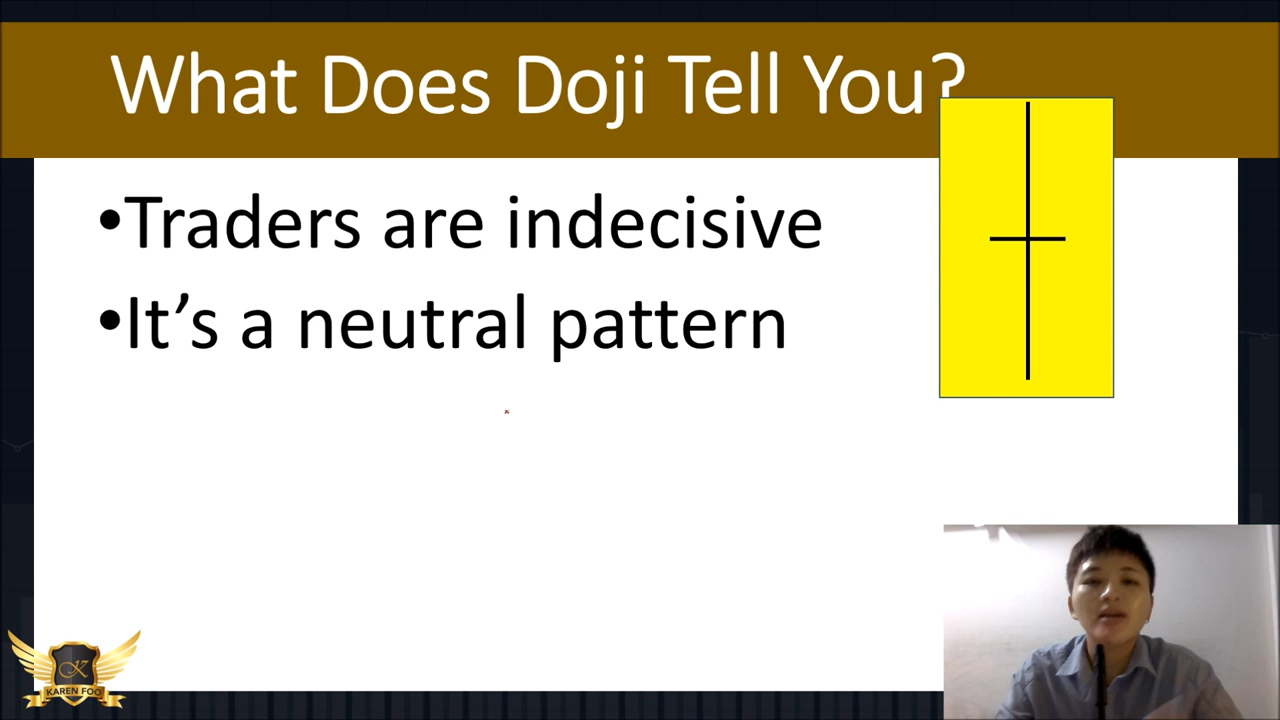 What Does Doji Tell You?
•Traders are indecisive
•It’s a neutral pattern
K
KAREN FOO